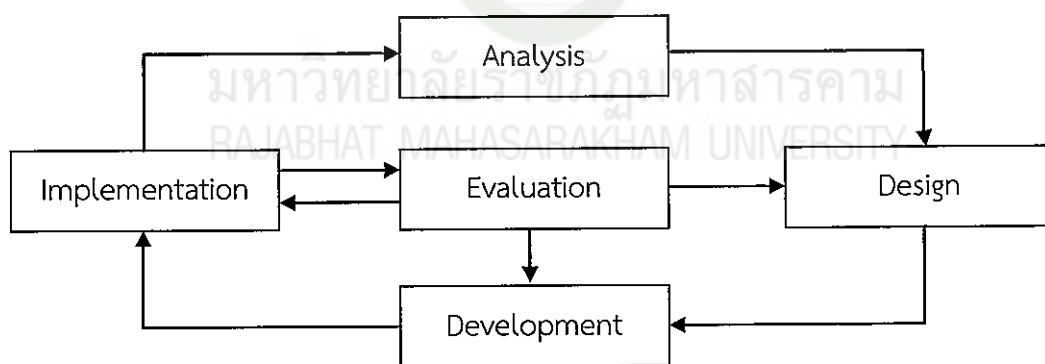 Analysis
มหาวิทยาลัยราชภัฏมหาสารคาม
RAJABHAT MAHASARAKHAM UNIVERSITY
Implementation
Evaluation
Design
Development